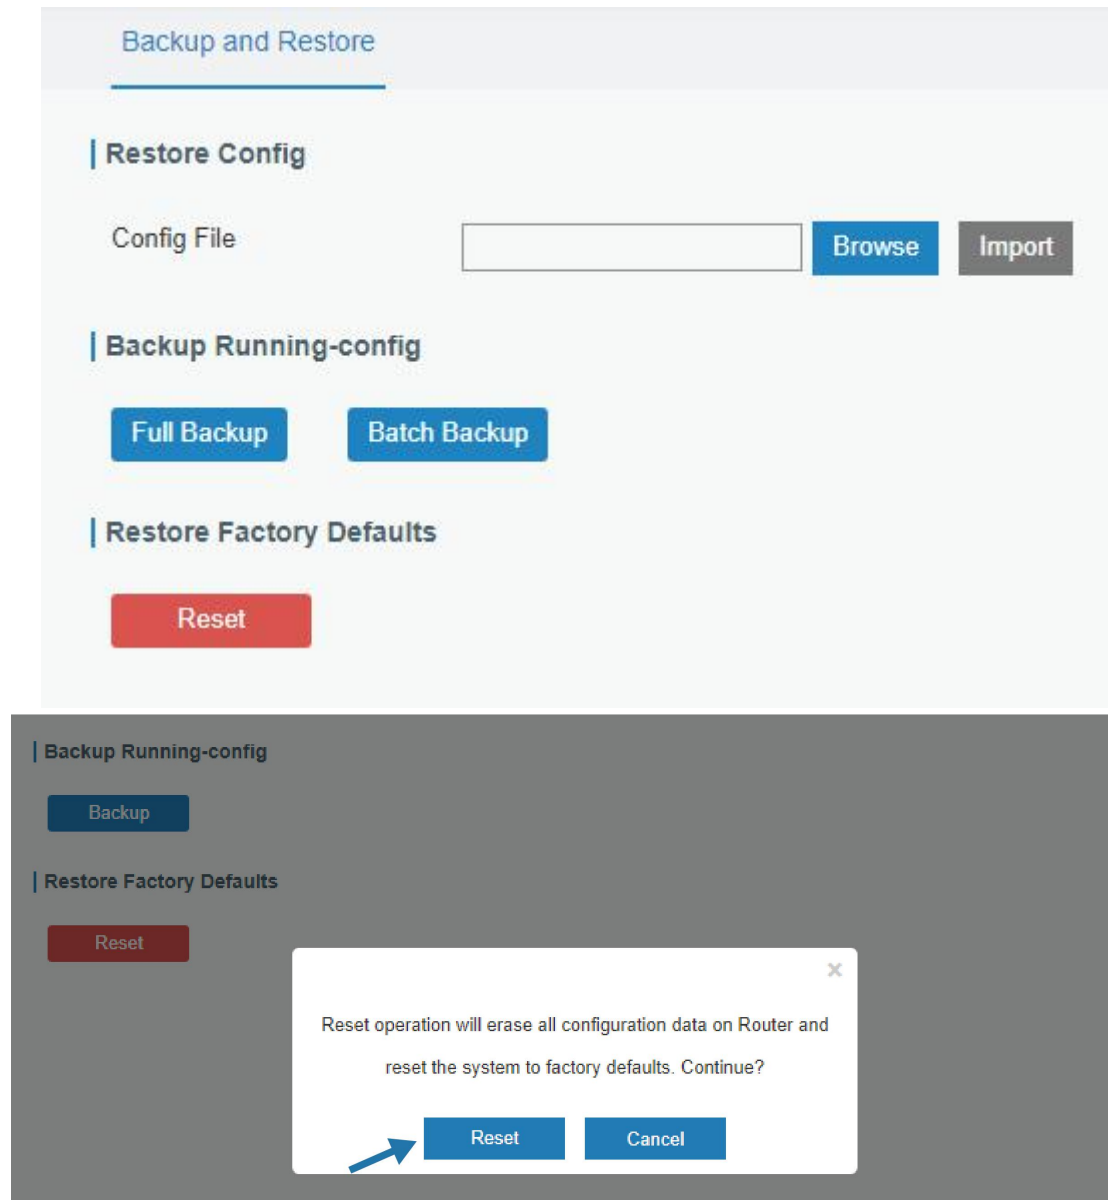 Backup and Restore
Restore Config
Config File
Browse
Import
Backup Running-config
Full Backup
Batch Backup
Restore Factory Defaults
Reset
Backup Running-config
Backup
Restore Factory Defaults
Reset
×
Reset operation will erase all configuration data on Router and
reset the system to factory defaults. Continue?
Reset
Cancel